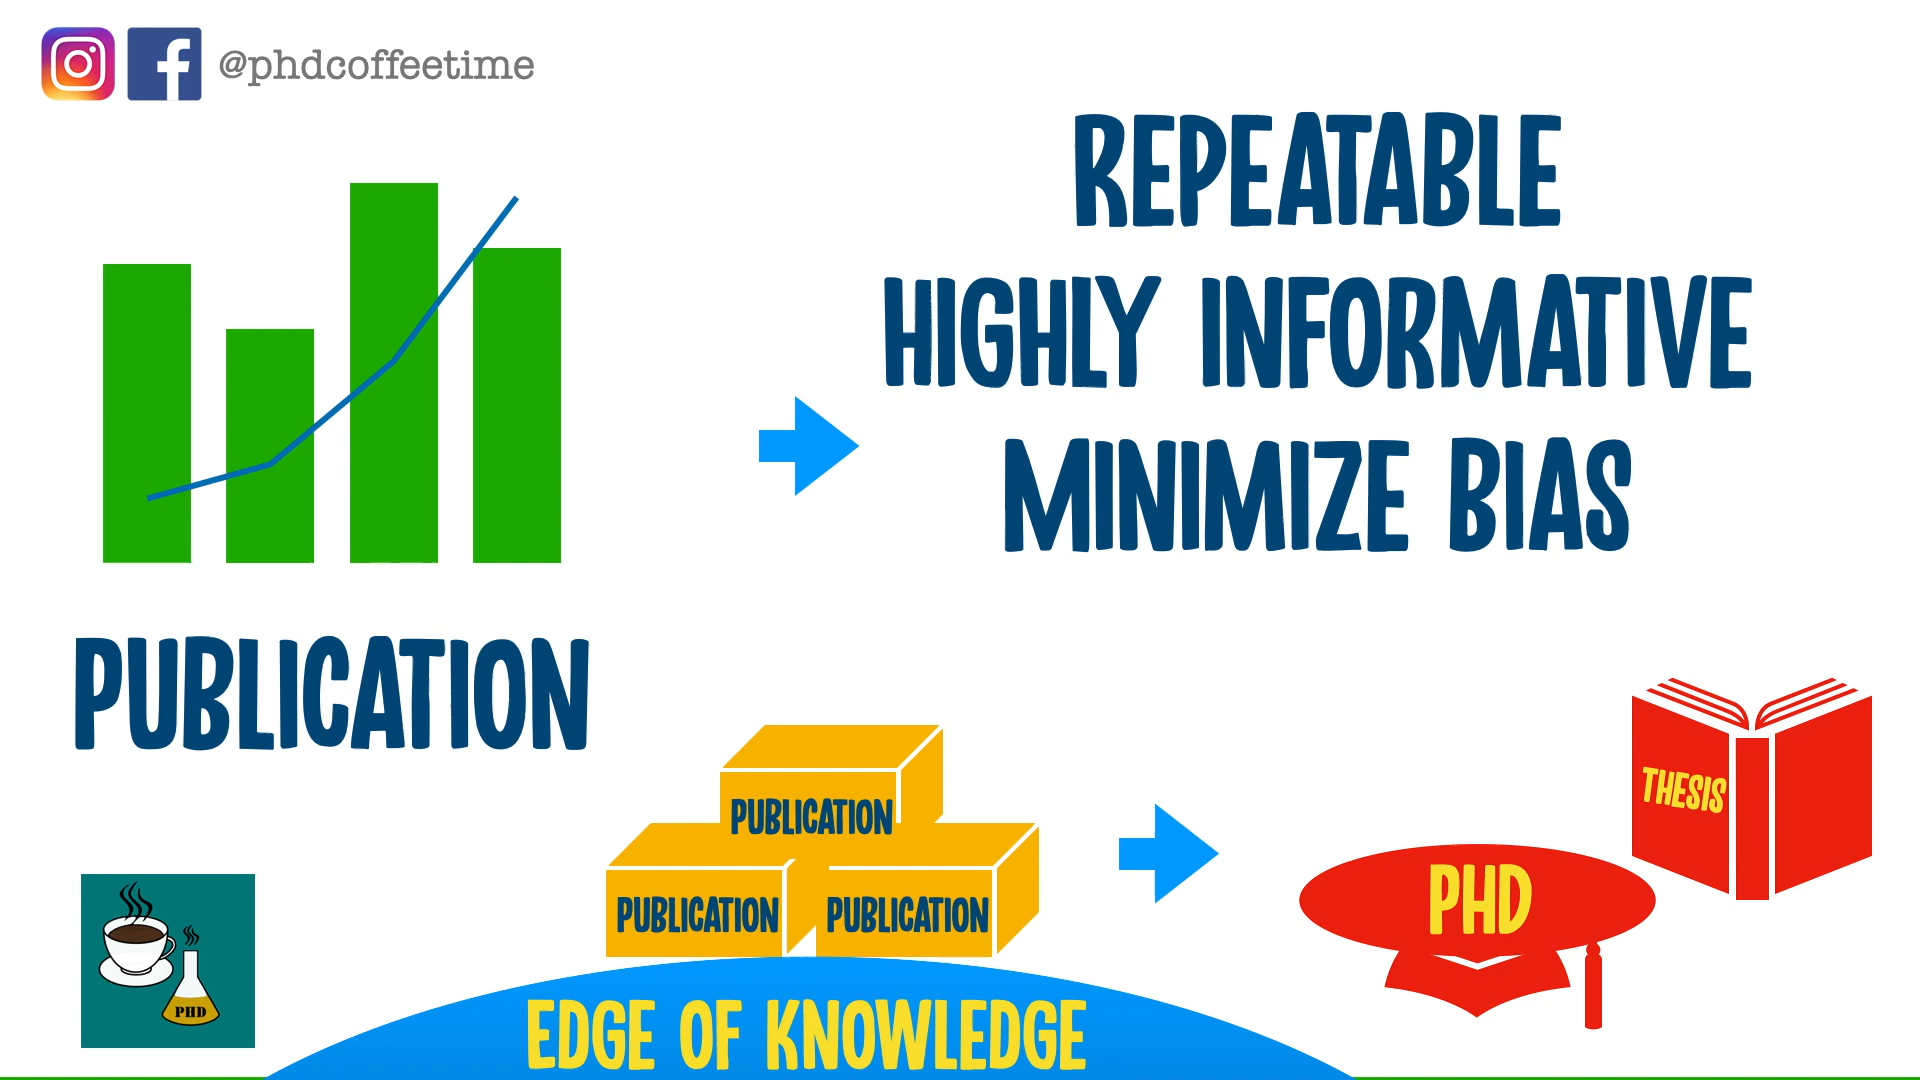 @phdcoffeetime
REPEATABLE
HIGHLY INFORMATIVE
MINIMIZE BIAS
PUBLICATION
PUBLICATION
PUBLICATION
PUBLICATION
EDGE OF KNOWLEDGE
THESIS
PHD
PHD